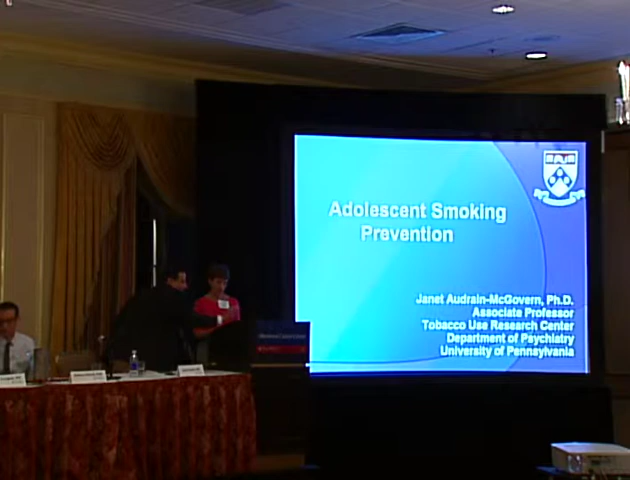 Adolescent Smoking
Prevention
Janet Audrain-McGovern, Ph.D.
Associate Professor
Tobacco Use Research Center
Department of Psychiatry
University of Pennsylvania